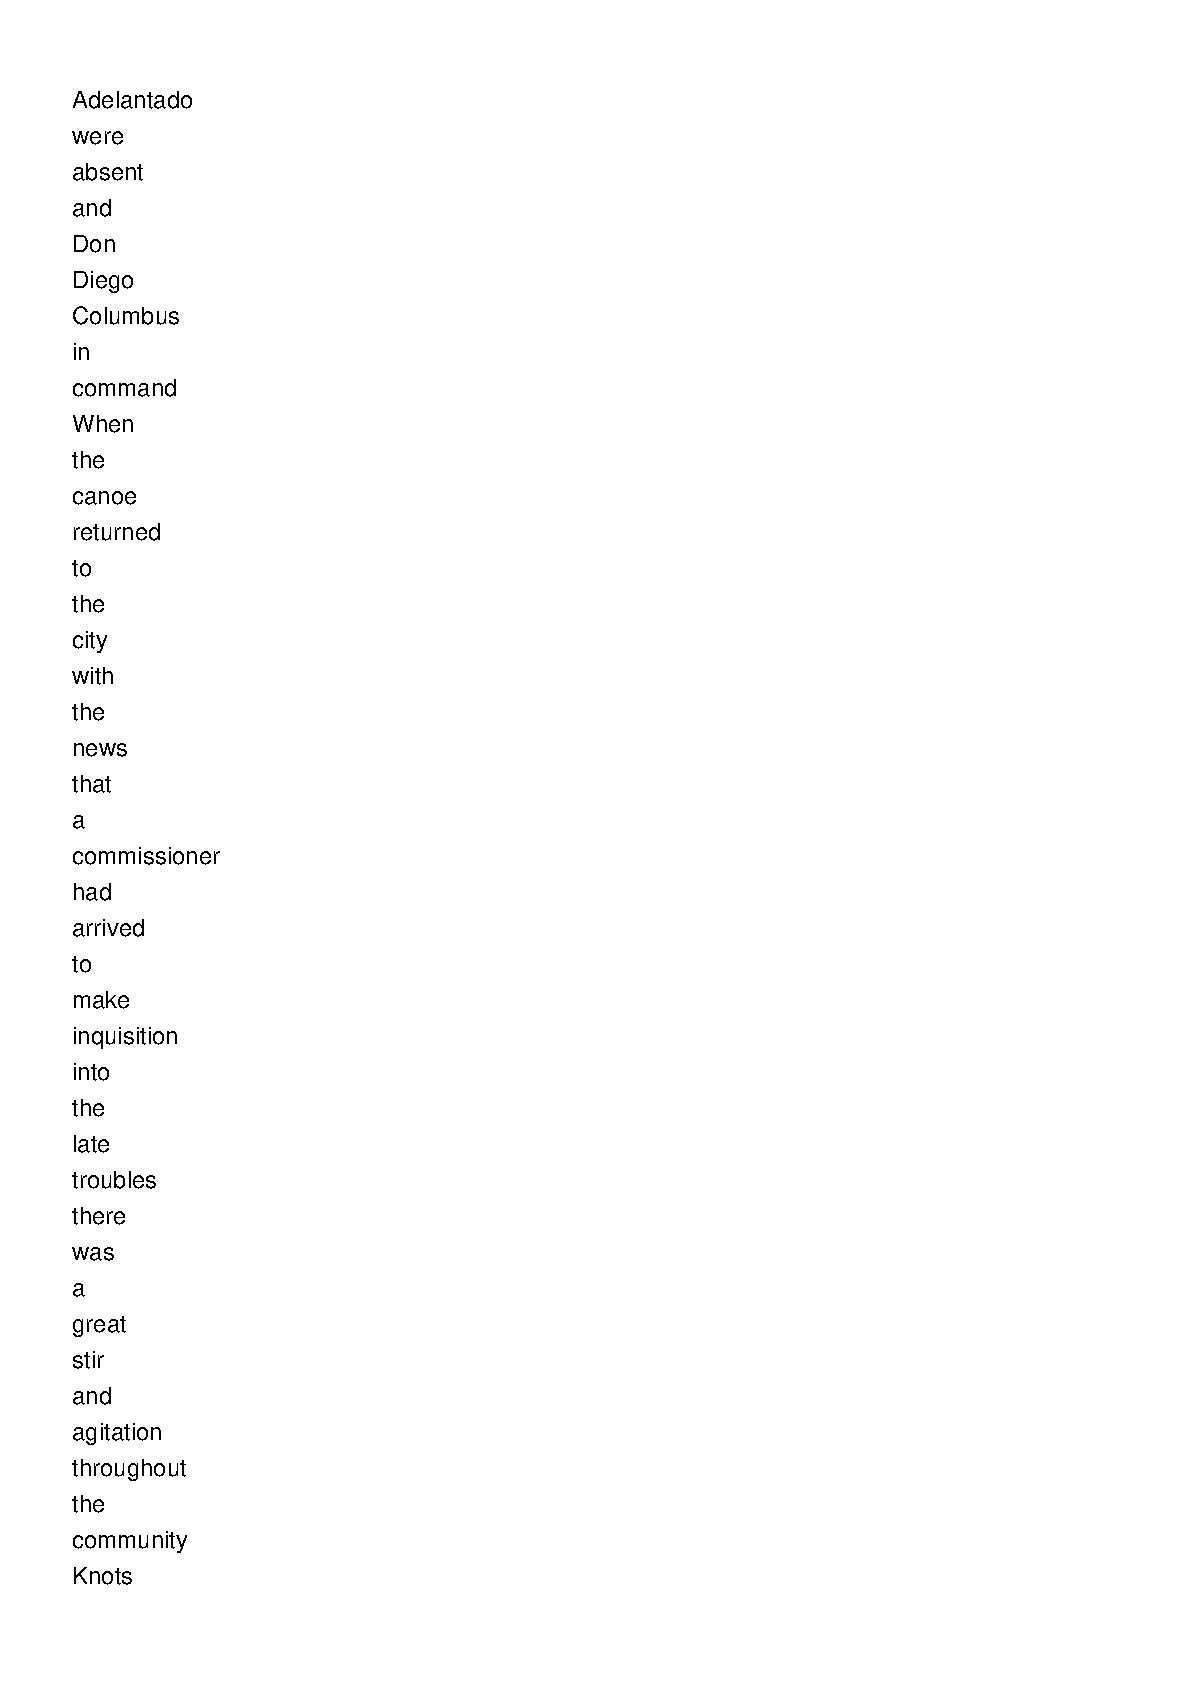 Adelantado
were
absent
and
Don
Diego
Columbus
in
command
When
the
canoe
returned
to
the
city
with
the
news
that
a
commissioner
had
arrived
to
make
inquisition
into
the
late
troubles
there
was
a
great
stir
and
agitation
throughout
the
community
Knots